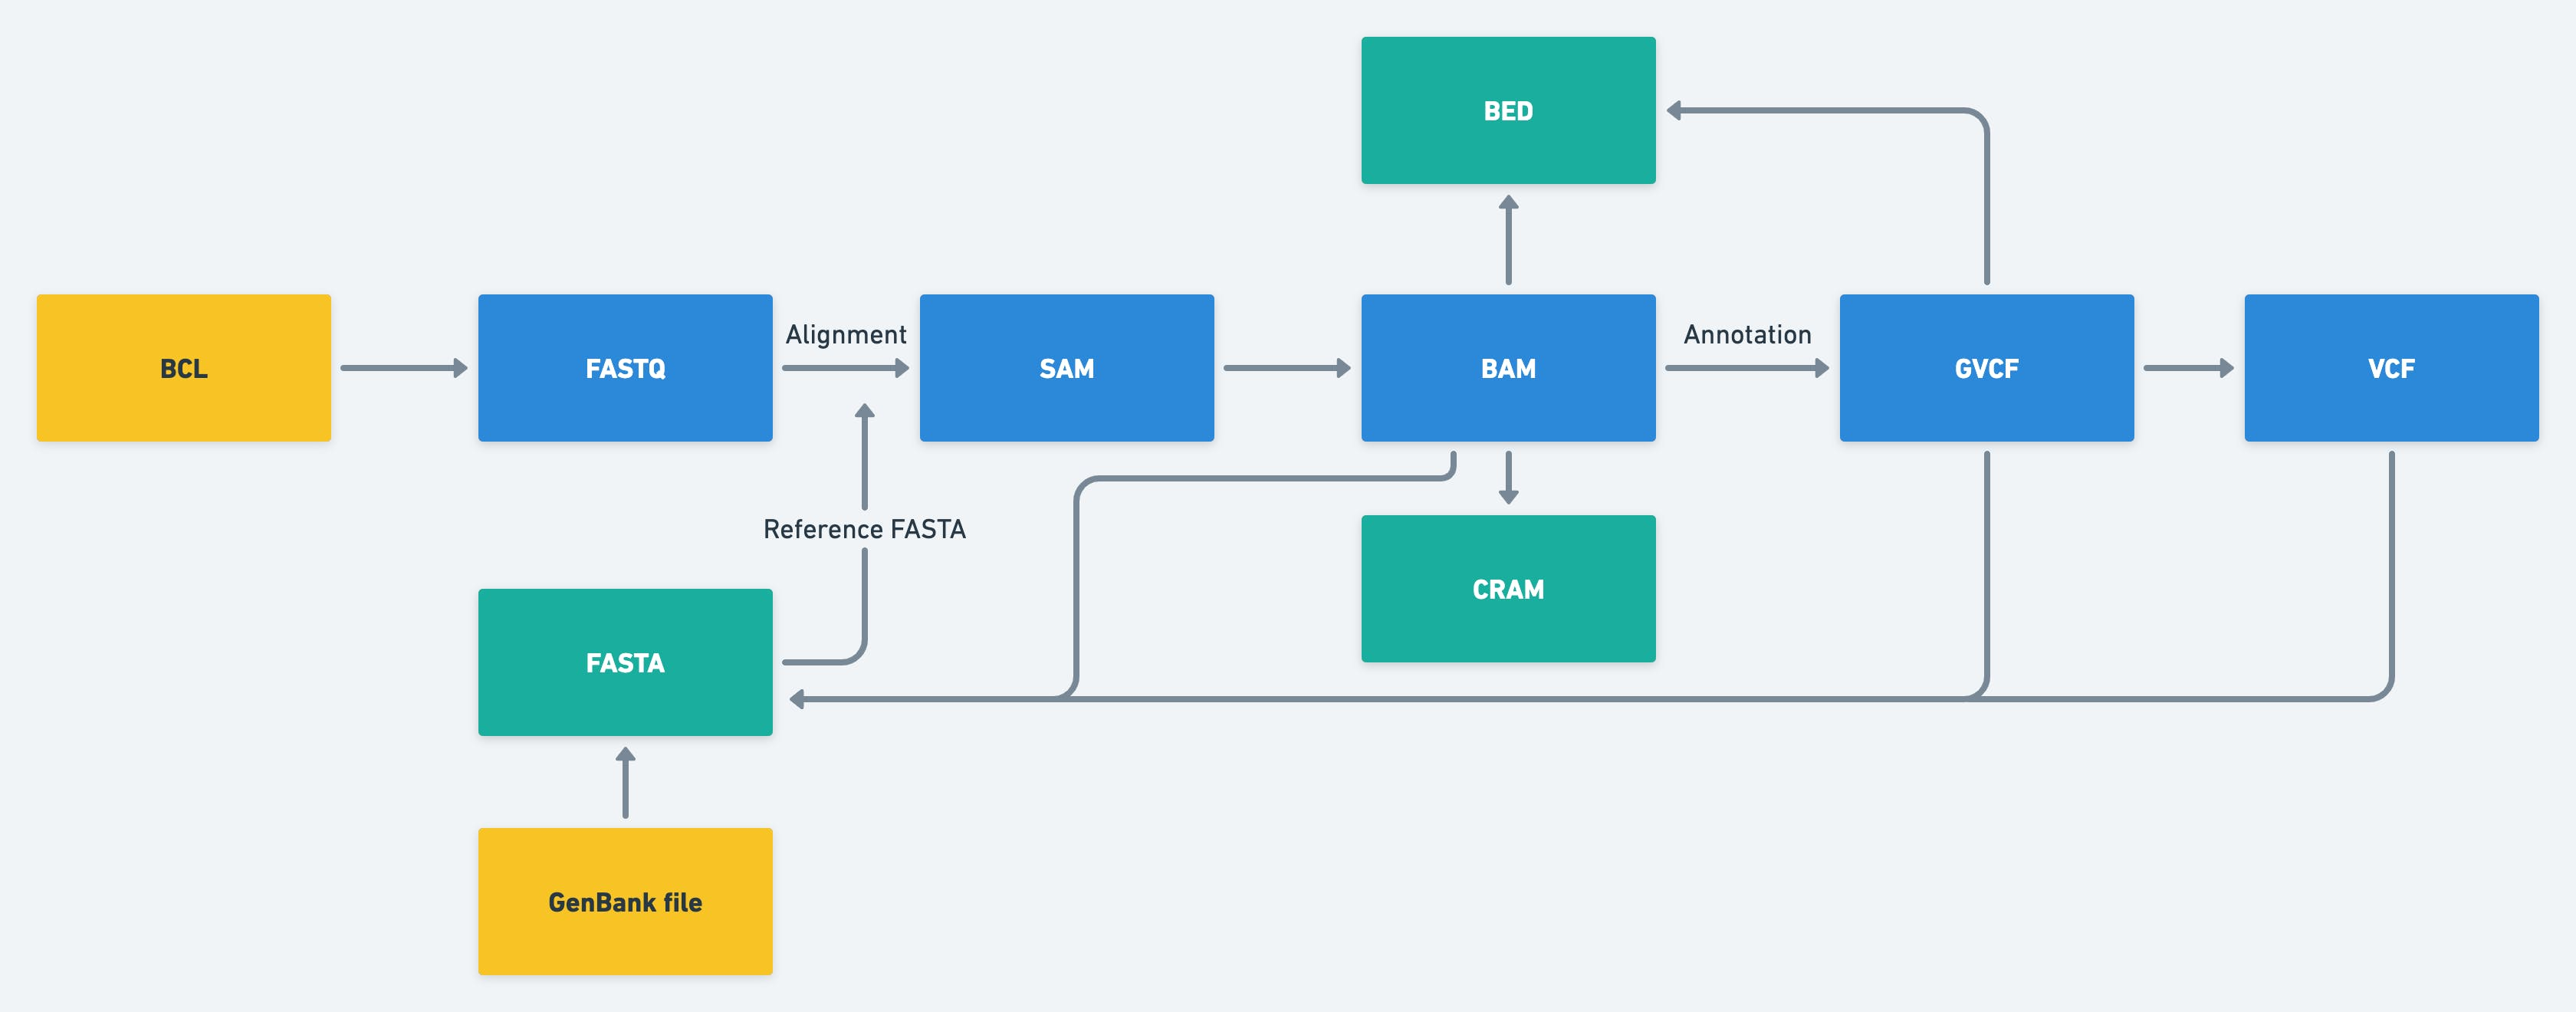 BED
BCL
FASTQ
Alignment
SAM
BAM
Annotation
GVCF
VCF
Reference FASTA
CRAM
FASTA
GenBank file